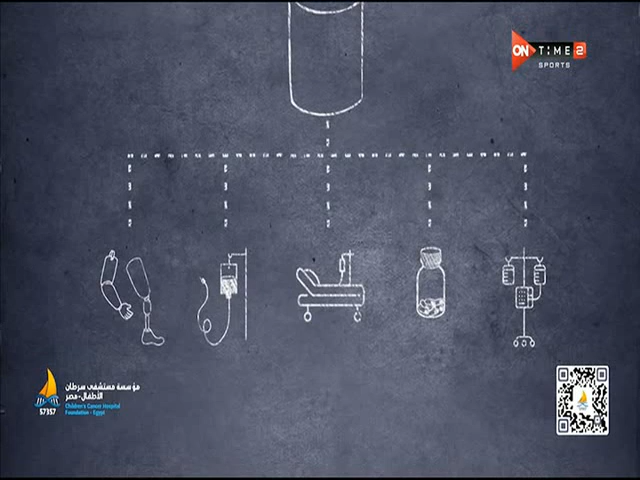 ON TIME 2
SPORTS
مؤسسة مستشفى سرطان
الأطفال-مصر
Children's Cancer Hospital
Foundation - Egypt
57357